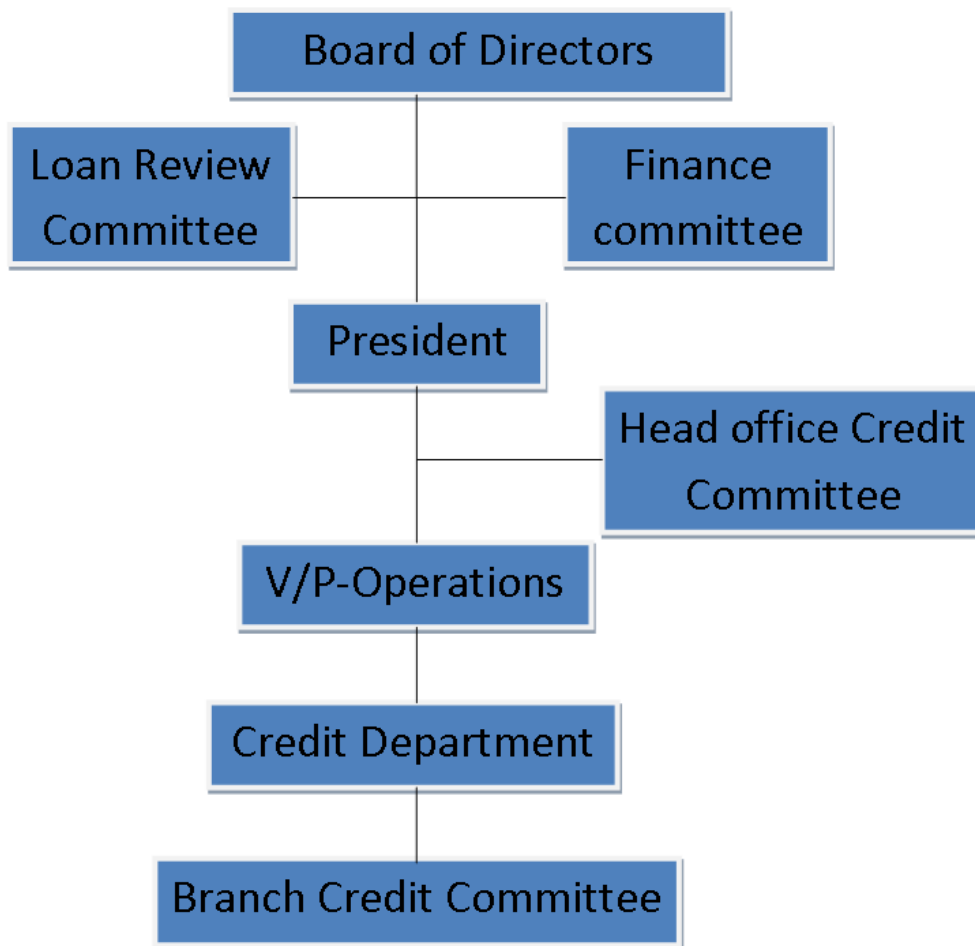 Board of Directors
Loan Review
Committee
Finance
committee
President
Head office Credit
Committee
V/P-Operations
Credit Department
Branch Credit Committee